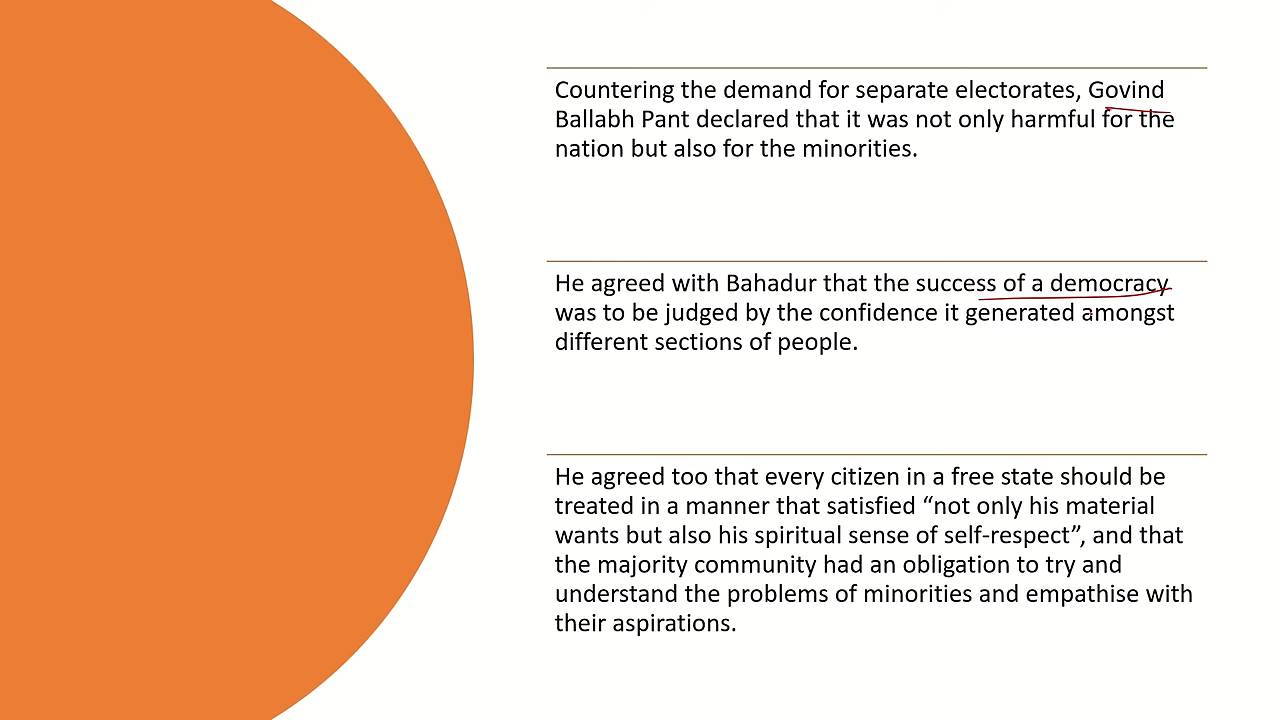 Countering the demand for separate electorates, Govind
Ballabh Pant declared that it was not only harmful for the
nation but also for the minorities.
He agreed with Bahadur that the success of a democracy
was to be judged by the confidence it generated amongst
different sections of people.
He agreed too that every citizen in a free state should be
treated in a manner that satisfied “not only his material
wants but also his spiritual sense of self-respect”, and that
the majority community had an obligation to try and
understand the problems of minorities and empathise with
their aspirations.